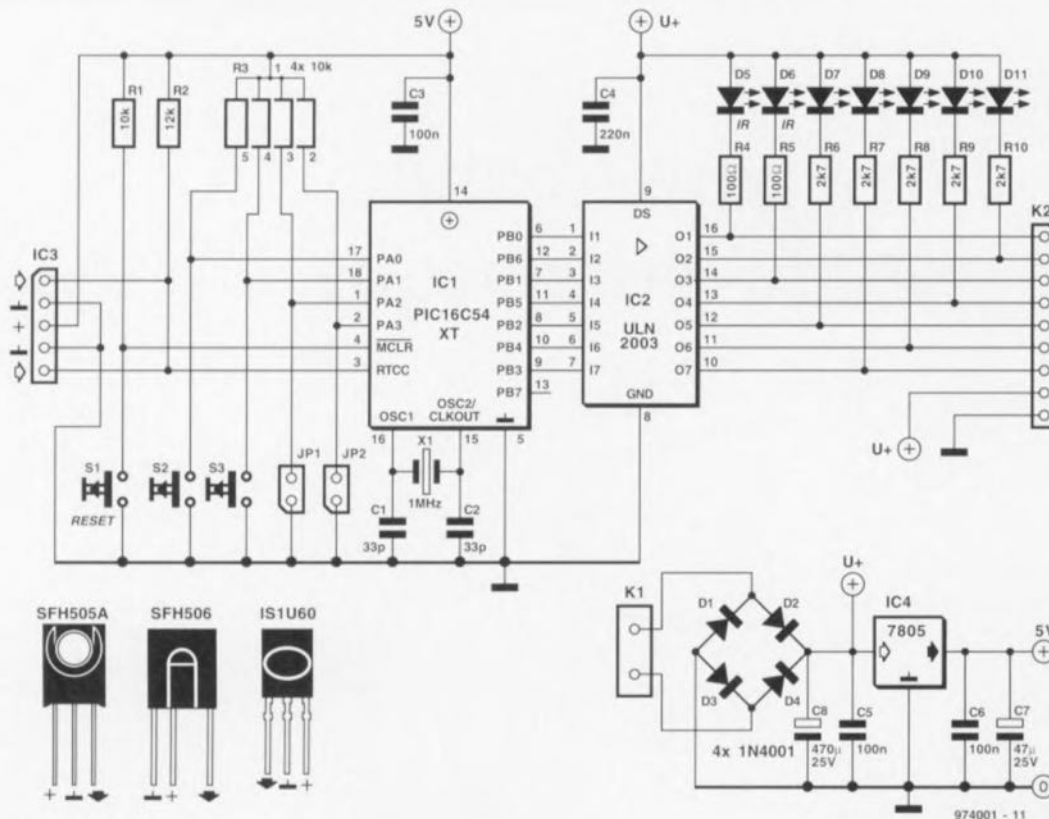 5V
U+
R3
1
4x 10k
R1
R2
10k
12k
5
4
3
2
C3
100n
C4
220n
D5
D6
D7
D8
D9
D10
D11
IR
IR
R4
R5
R6
R7
R8
R9
R10
100Ω
100Ω
2k7
2k7
2k7
2k7
2k7
K2
14
9
DS
IC3
+
17
PA0
18
PA1
1
PA2
2
PA3
4
MCLR
3
RTCC
IC1
PIC16C54
XT
PB0
6
PB6
12
PB1
7
PB5
11
PB2
8
PB4
10
PB3
9
PB7
13
OSC1
OSC2/
CLKOUT
16
15
5
1
I1
2
I2
3
I3
4
I4
5
I5
6
I6
7
I7
IC2
ULN
2003
O1
16
O2
15
O3
14
O4
13
O5
12
O6
11
O7
10
GND
8
U+
S1
RESET
S2
S3
JP1
JP2
X1
1MHz
C1
33p
C2
33p
SFH505A
SFH506
IS1U60
+
+
+
K1
D1
D2
D3
D4
4x 1N4001
U+
IC4
7805
5V
C8
470µ
25V
C5
100n
C6
100n
C7
47µ
25V
0
974001 - 11